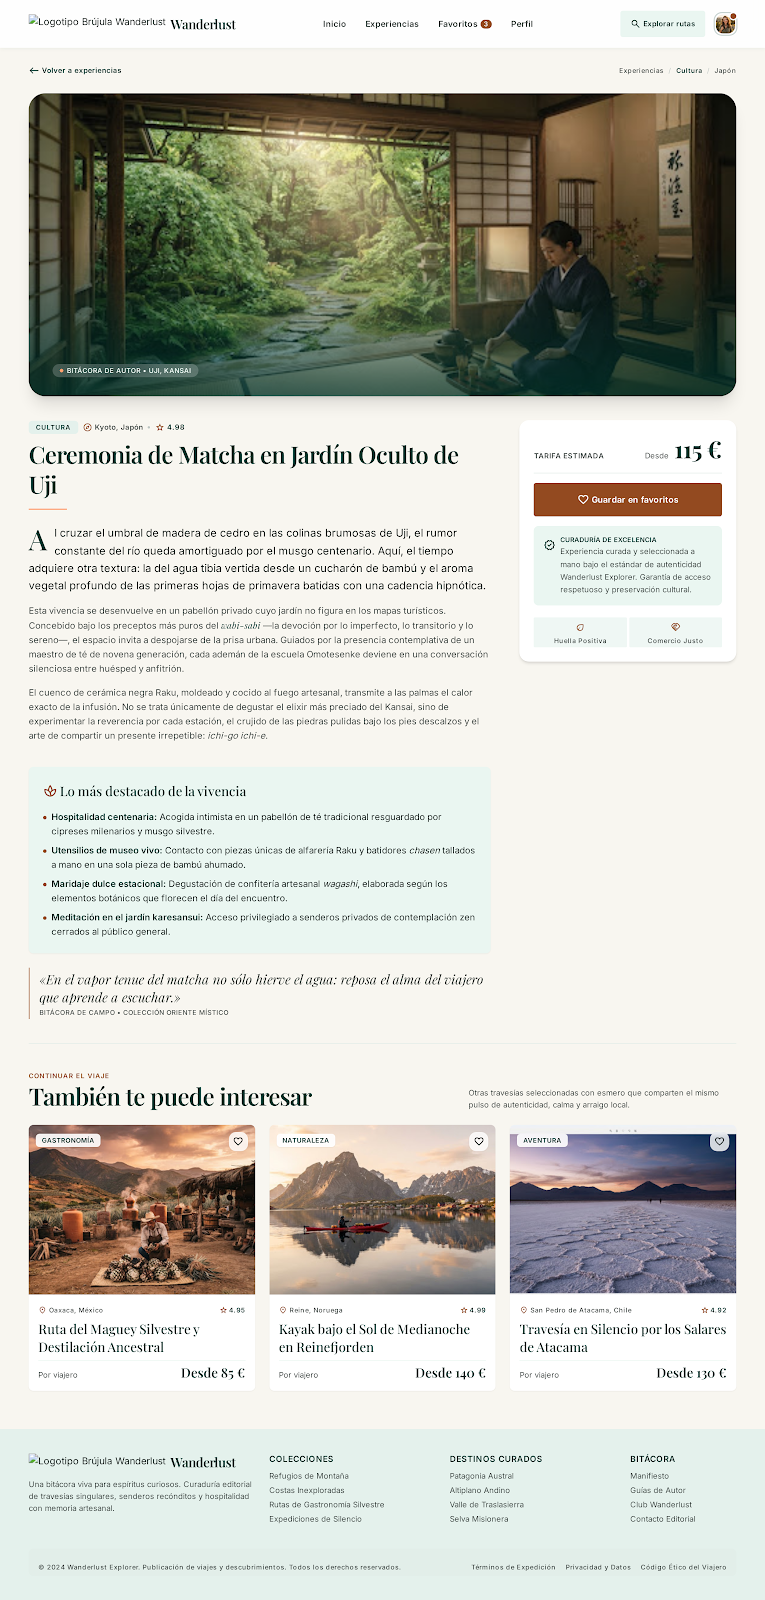 Logotipo Brújula Wanderlust Wanderlust
Inicio Experiencias Favoritos 3 Perfil
Explorar rutas
Volver a experiencias
Experiencias / Cultura / Japón
BITÁCORA DE AUTOR • UJI, KANSAI
CULTURA Kyoto, Japón • 4.98
Ceremonia de Matcha en Jardín Oculto de
Uji
Al cruzar el umbral de madera de cedro en las colinas brumosas de Uji, el rumor
constante del río queda amortiguado por el musgo centenario. Aquí, el tiempo
adquiere otra textura: la del agua tibia vertida desde un cucharón de bambú y el aroma
vegetal profundo de las primeras hojas de primavera batidas con una cadencia hipnótica.
Esta vivencia se desenvuelve en un pabellón privado cuyo jardín no figura en los mapas turísticos.
Concebido bajo los preceptos más puros del wabi-sabi —la devoción por lo imperfecto, lo transitorio y lo
sereno—, el espacio invita a despojarse de la prisa urbana. Guiados por la presencia contemplativa de un
maestro de té de novena generación, cada ademán de la escuela Omotesenke deviene en una conversación
silenciosa entre huésped y anfitrión.
El cuenco de cerámica negra Raku, moldeado y cocido al fuego artesanal, transmite a las palmas el calor
exacto de la infusión. No se trata únicamente de degustar el elixir más preciado del Kansai, sino de
experimentar la reverencia por cada estación, el crujido de las piedras pulidas bajo los pies descalzos y el
arte de compartir un presente irrepetible: ichi-go ichi-e.
Lo más destacado de la vivencia
Hospitalidad centenaria: Acogida intimista en un pabellón de té tradicional resguardado por
cipreses milenarios y musgo silvestre.
Utensilios de museo vivo: Contacto con piezas únicas de alfarería Raku y batidores chasen tallados
a mano en una sola pieza de bambú ahumado.
Maridaje dulce estacional: Degustación de confitería artesanal wagashi, elaborada según los
elementos botánicos que florecen el día del encuentro.
Meditación en el jardín karesansui: Acceso privilegiado a senderos privados de contemplación zen
cerrados al público general.
«En el vapor tenue del matcha no sólo hierve el agua: reposa el alma del viajero
que aprende a escuchar.»
BITÁCORA DE CAMPO • COLECCIÓN ORIENTE MÍSTICO
TARIFA ESTIMADA Desde 115 €
Guardar en favoritos
CURADURÍA DE EXCELENCIA
Experiencia curada y seleccionada a
mano bajo el estándar de autenticidad
Wanderlust Explorer. Garantía de acceso
respetuoso y preservación cultural.
Huella Positiva
Comercio Justo
CONTINUAR EL VIAJE
También te puede interesar
Otras travesías seleccionadas con esmero que comparten el mismo
pulso de autenticidad, calma y arraigo local.
GASTRONOMÍA
Oaxaca, México 4.95
Ruta del Maguey Silvestre y
Destilación Ancestral
Por viajero Desde 85 €
NATURALEZA
Reine, Noruega 4.99
Kayak bajo el Sol de Medianoche
en Reinefjorden
Por viajero Desde 140 €
AVENTURA
San Pedro de Atacama, Chile 4.92
Travesía en Silencio por los Salares
de Atacama
Por viajero Desde 130 €
Logotipo Brújula Wanderlust Wanderlust
Una bitácora viva para espíritus curiosos. Curaduría editorial
de travesías singulares, senderos recónditos y hospitalidad
con memoria artesanal.
COLECCIONES
Refugios de Montaña
Costas Inexploradas
Rutas de Gastronomía Silvestre
Expediciones de Silencio
DESTINOS CURADOS
Patagonia Austral
Altiplano Andino
Valle de Traslasierra
Selva Misionera
BITÁCORA
Manifiesto
Guías de Autor
Club Wanderlust
Contacto Editorial
© 2024 Wanderlust Explorer. Publicación de viajes y descubrimientos. Todos los derechos reservados.
Términos de Expedición Privacidad y Datos Código Ético del Viajero